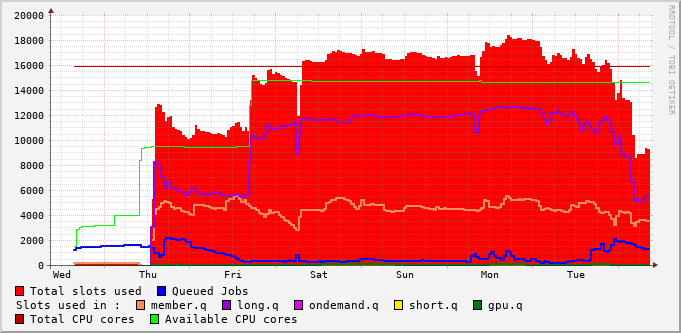 20000
18000
16000
14000
12000
10000
8000
6000
4000
2000
0
Wed Thu Fri Sat Sun Mon Tue
Total slots used Queued Jobs
Slots used in : member.q long.q ondemand.q short.q gpu.q
Total CPU cores Available CPU cores
RRDTOOL / TOBI OETIKER